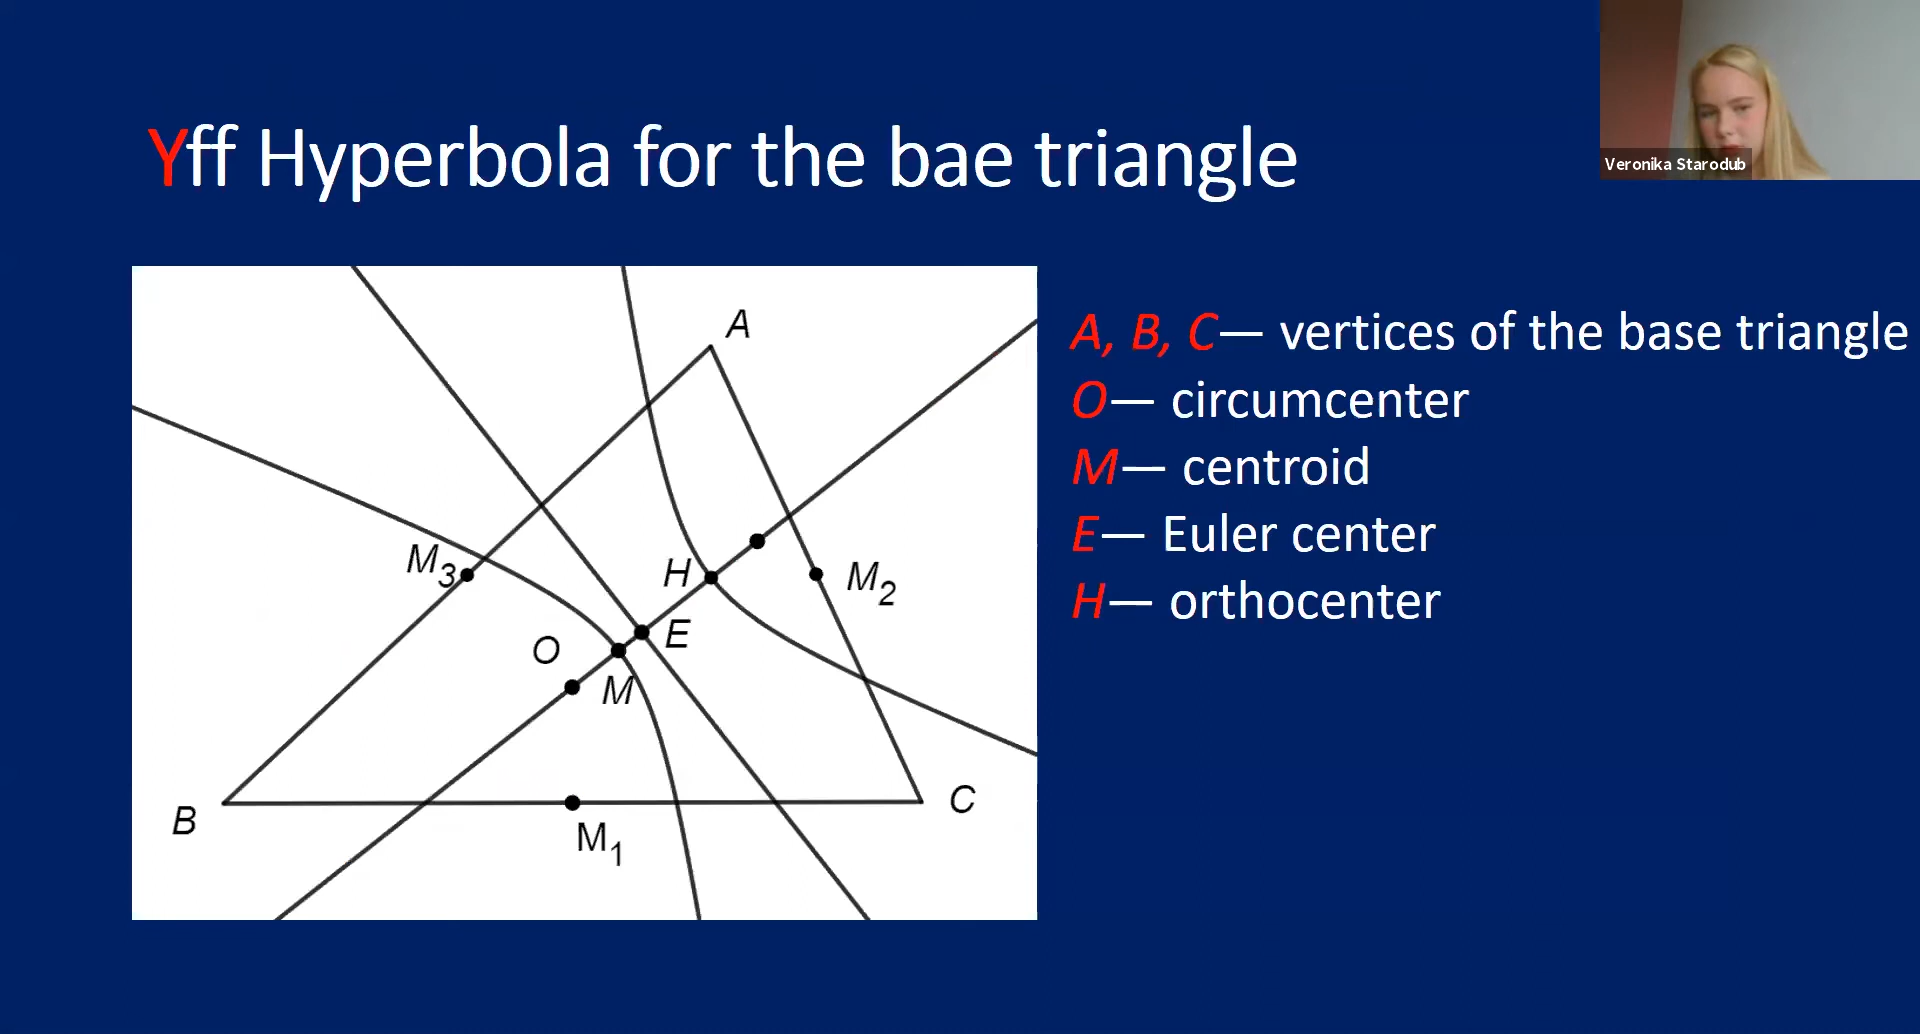 Yff Hyperbola for the bae triangle
Veronika Starodub
A
M3
H
M2
O
E
M
B
C
M1
A, B, C— vertices of the base triangle
O— circumcenter
M— centroid
E— Euler center
H— orthocenter